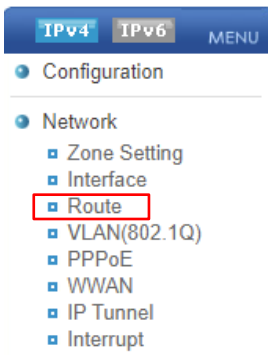 IPv4 IPv6 MENU
Configuration
Network
Zone Setting
Interface
Route
VLAN(802.1Q)
PPPoE
WWAN
IP Tunnel
Interrupt